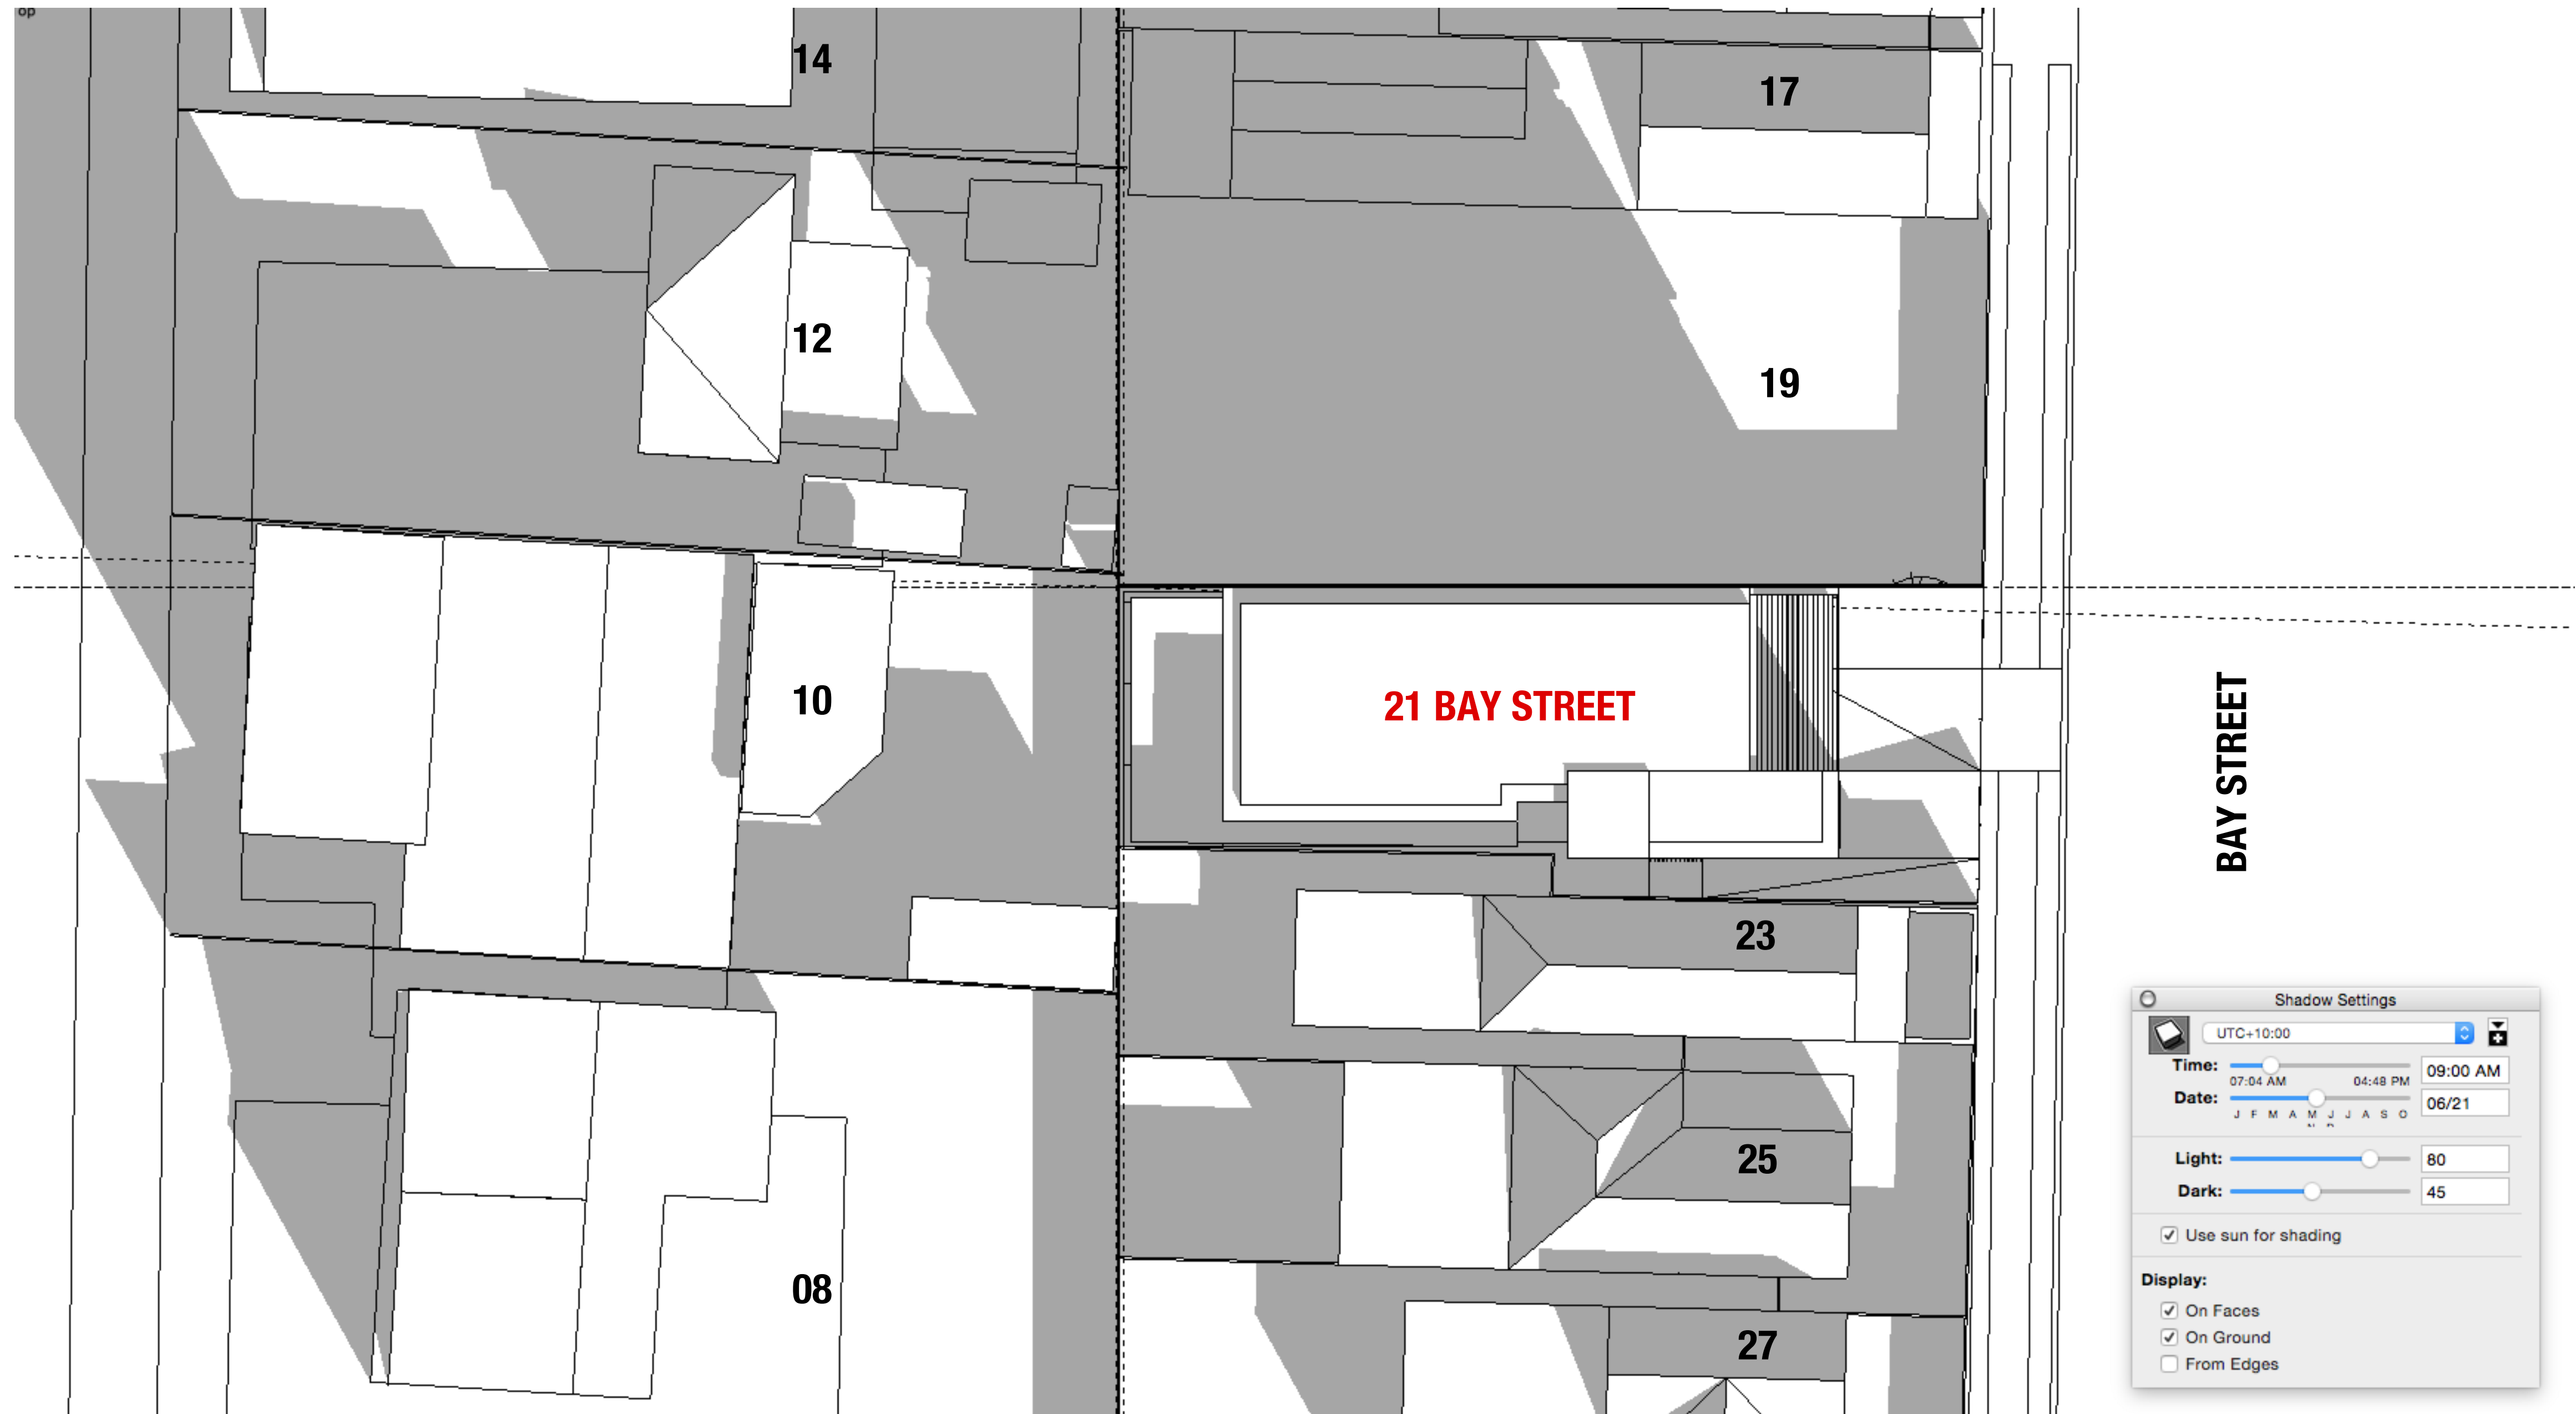 op
14
17
12
19
10
21 BAY STREET
BAY STREET
23
25
08
27
Shadow Settings
UTC+10:00
Time:
07:04 AM
04:48 PM
09:00 AM
Date:
J F M A M J J A S O
06/21
Light:
80
Dark:
45
Use sun for shading
Display:
On Faces
On Ground
From Edges